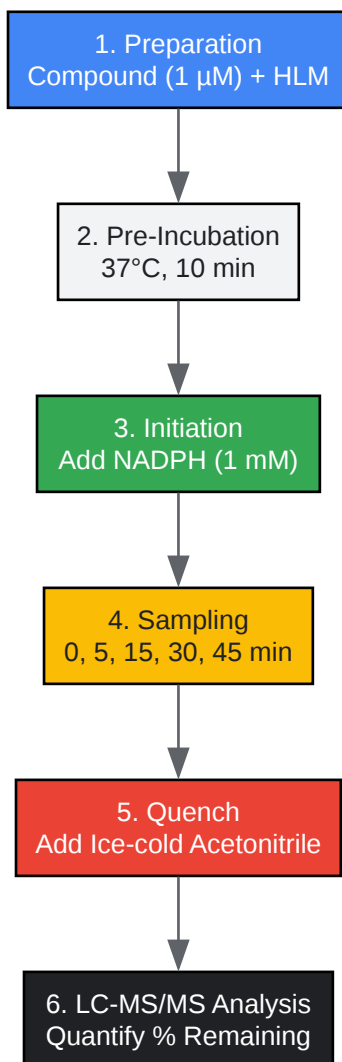 1. Preparation
Compound (1 µM) + HLM
2. Pre-Incubation
37°C, 10 min
3. Initiation
Add NADPH (1 mM)
4. Sampling
0, 5, 15, 30, 45 min
5. Quench
Add Ice-cold Acetonitrile
6. LC-MS/MS Analysis
Quantify % Remaining